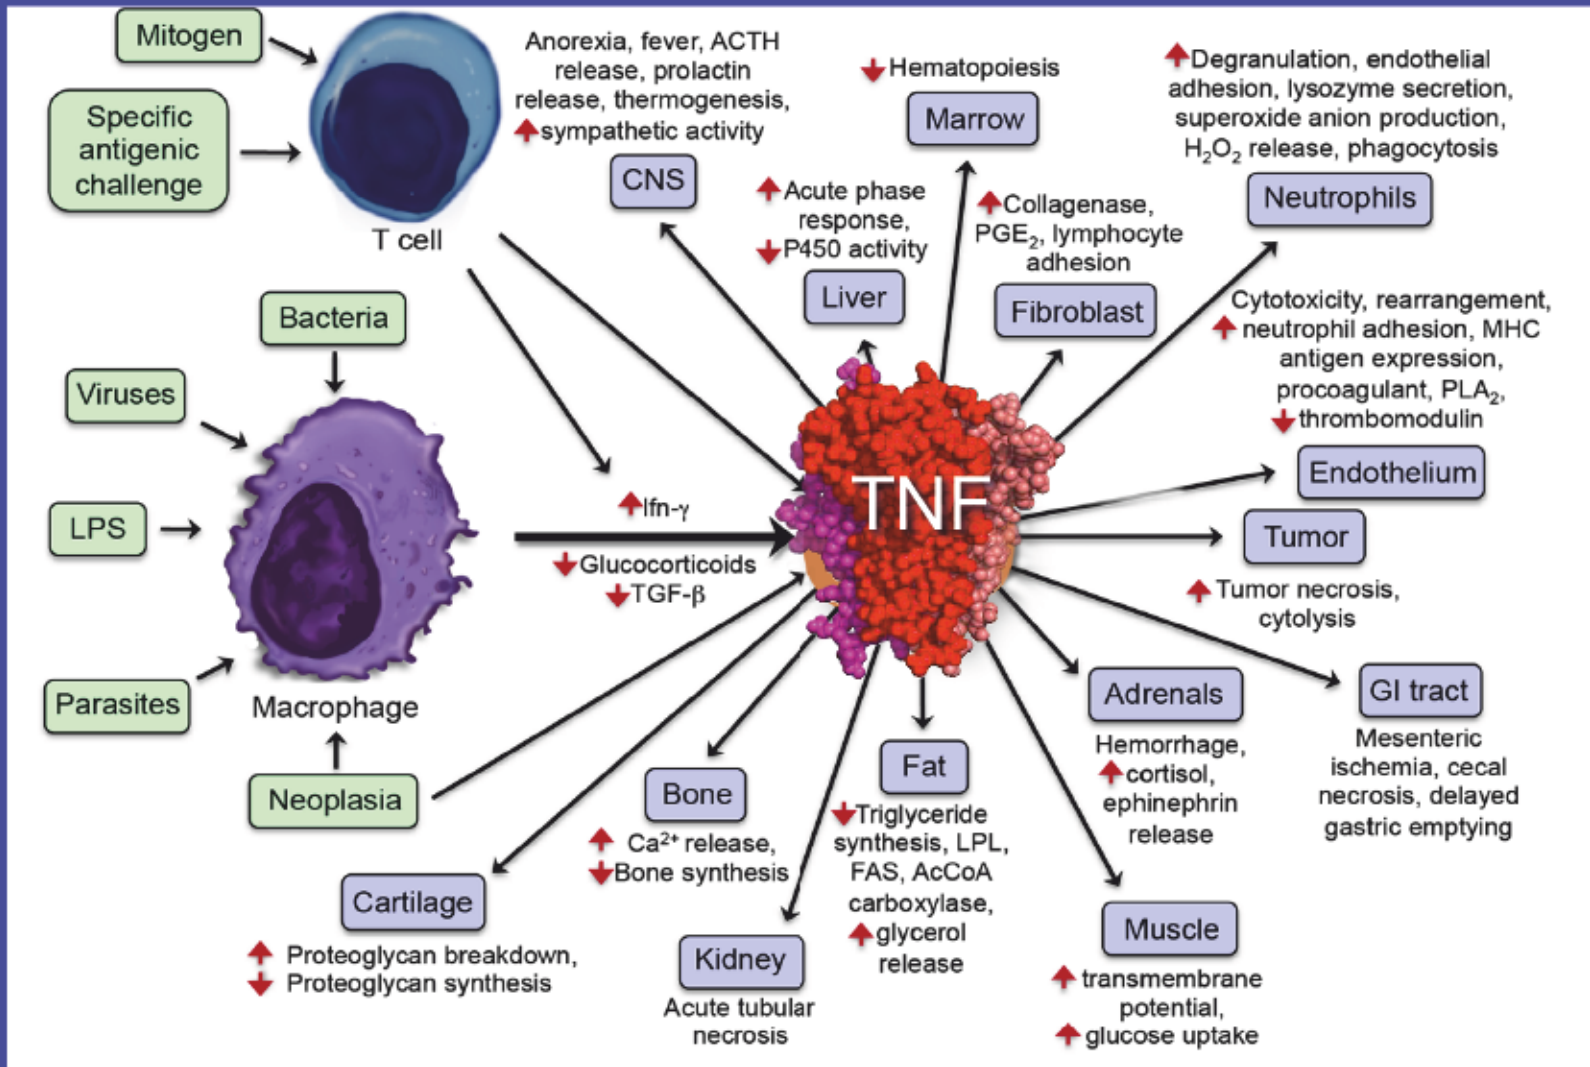 Mitogen
Specific
antigenic
challenge
T cell
Anorexia, fever, ACTH
release, prolactin
release, thermogenesis,
sympathetic activity
CNS
Hematopoiesis
Marrow
Degranulation, endothelial
adhesion, lysozyme secretion,
superoxide anion production,
H₂O₂ release, phagocytosis
Neutrophils
Acute phase
response,
P450 activity
Liver
Collagenase,
PGE₂, lymphocyte
adhesion
Fibroblast
Cytotoxicity, rearrangement,
neutrophil adhesion, MHC
antigen expression,
procoagulant, PLA₂,
thrombomodulin
Endothelium
Bacteria
Viruses
LPS
Parasites
Macrophage
Neoplasia
Ifn-γ
Glucocorticoids
TGF-β
TNF
Tumor
Tumor necrosis,
cytolysis
Adrenals
Hemorrhage,
cortisol,
ephinephrin
release
GI tract
Mesenteric
ischemia, cecal
necrosis, delayed
gastric emptying
Cartilage
Proteoglycan breakdown,
Proteoglycan synthesis
Bone
Ca²⁺ release,
Bone synthesis
Kidney
Acute tubular
necrosis
Fat
Triglyceride
synthesis, LPL,
FAS, AcCoA
carboxylase,
glycerol
release
Muscle
transmembrane
potential,
glucose uptake